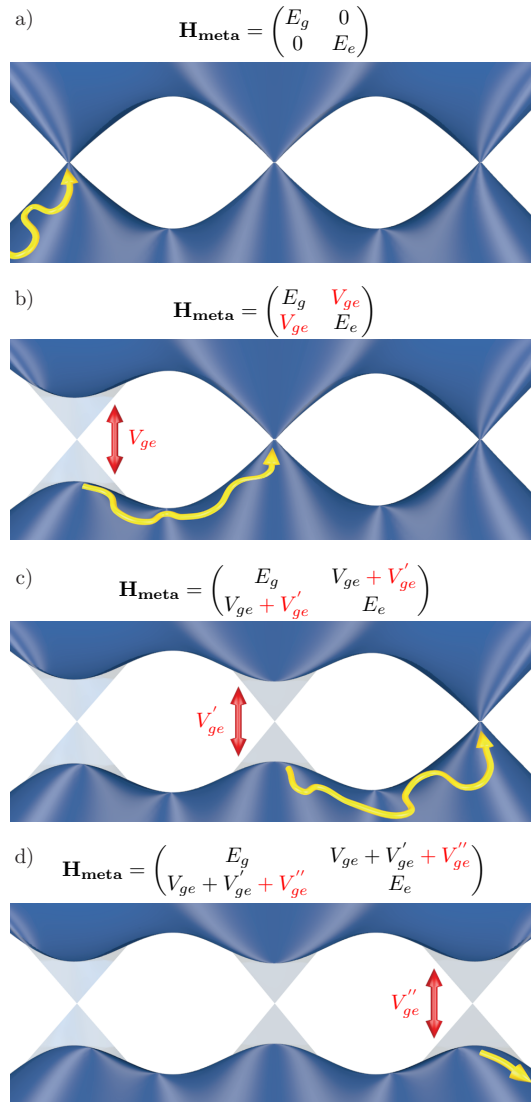 a)
H_meta = ( E_g 0
0 E_e )
b)
H_meta = ( E_g V_ge
V_ge E_e )
V_ge
c)
H_meta = ( E_g V_ge + V'_ge
V_ge + V'_ge E_e )
V'_ge
d)
H_meta = ( E_g V_ge + V'_ge + V''_ge
V_ge + V'_ge + V''_ge E_e )
V''_ge